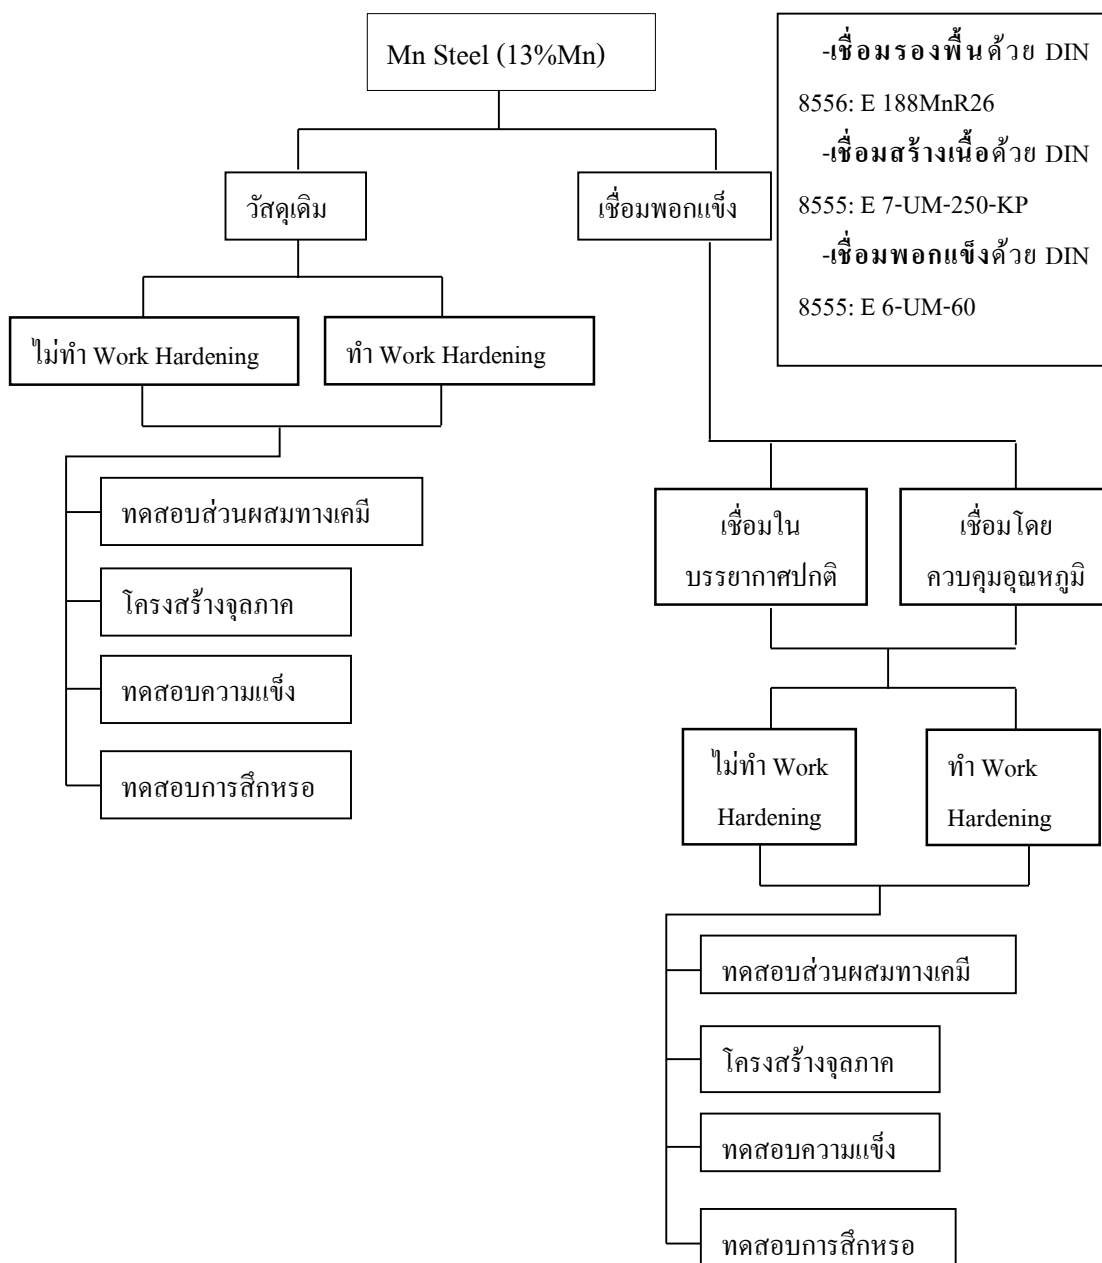 Mn Steel (13%Mn)
-เชื่อมรองพื้นด้วย DIN
8556: E 188MnR26
-เชื่อมสร้างเนื้อด้วย DIN
8555: E 7-UM-250-KP
-เชื่อมพอกแข็งด้วย DIN
8555: E 6-UM-60
วัสดุเดิม
เชื่อมพอกแข็ง
ไม่ทำ Work Hardening
ทำ Work Hardening
ทดสอบส่วนผสมทางเคมี
โครงสร้างจุลภาค
ทดสอบความแข็ง
ทดสอบการสึกหรอ
เชื่อมใน
บรรยากาศปกติ
เชื่อมโดย
ควบคุมอุณหภูมิ
ไม่ทำ Work
Hardening
ทำ Work
Hardening
ทดสอบส่วนผสมทางเคมี
โครงสร้างจุลภาค
ทดสอบความแข็ง
ทดสอบการสึกหรอ